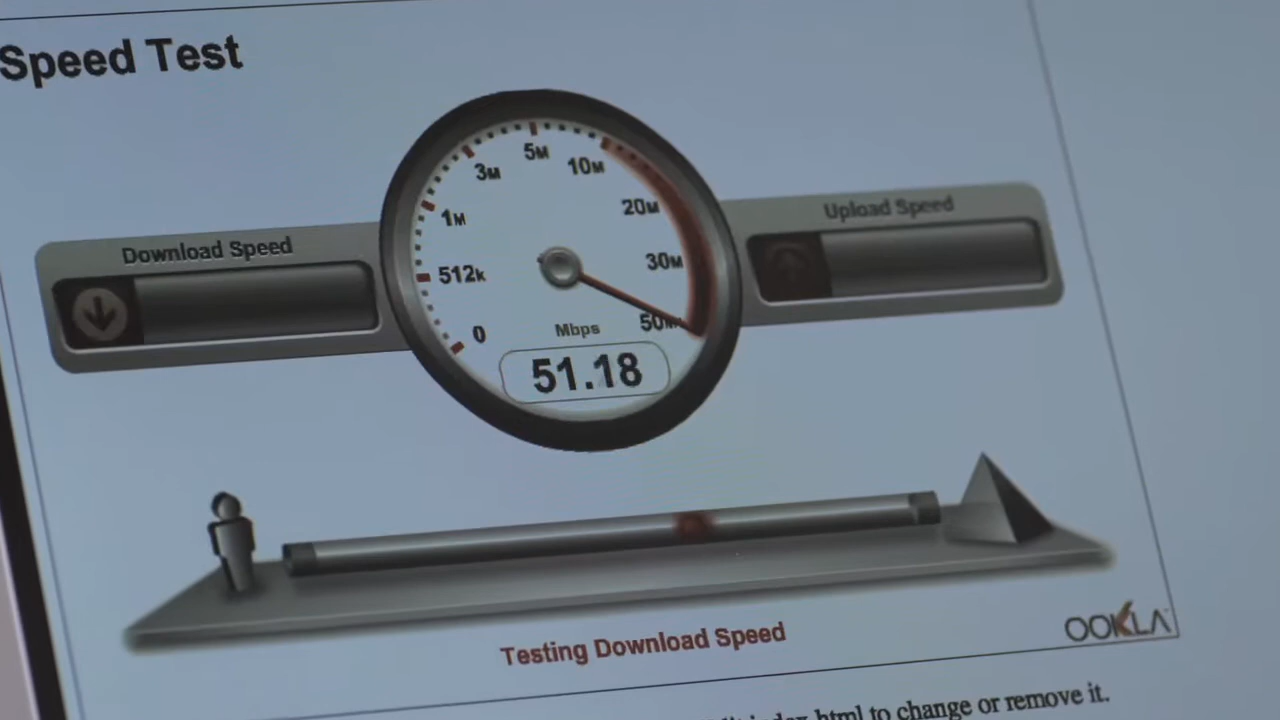 Speed Test
Download Speed
Upload Speed
0
512k
1M
3M
5M
10M
20M
30M
50M
Mbps
51.18
Testing Download Speed
OOKLA
html to change or remove it.